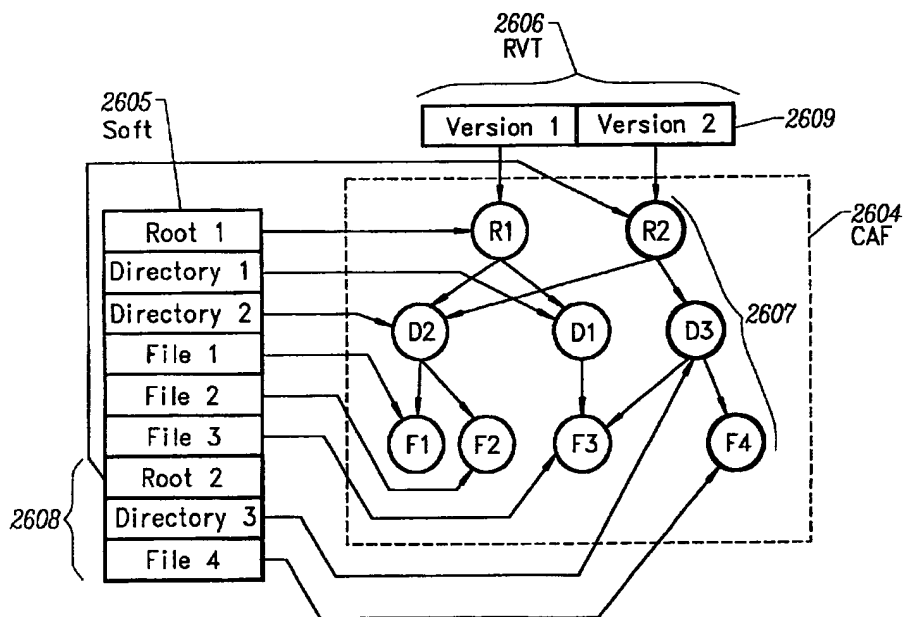 2606
RVT
2605
Soft
Version 1 Version 2
2609
2604
CAF
Root 1
Directory 1
Directory 2
File 1
File 2
File 3
Root 2
Directory 3
File 4
2608
R1 R2
D2 D1 D3
2607
F1 F2 F3 F4